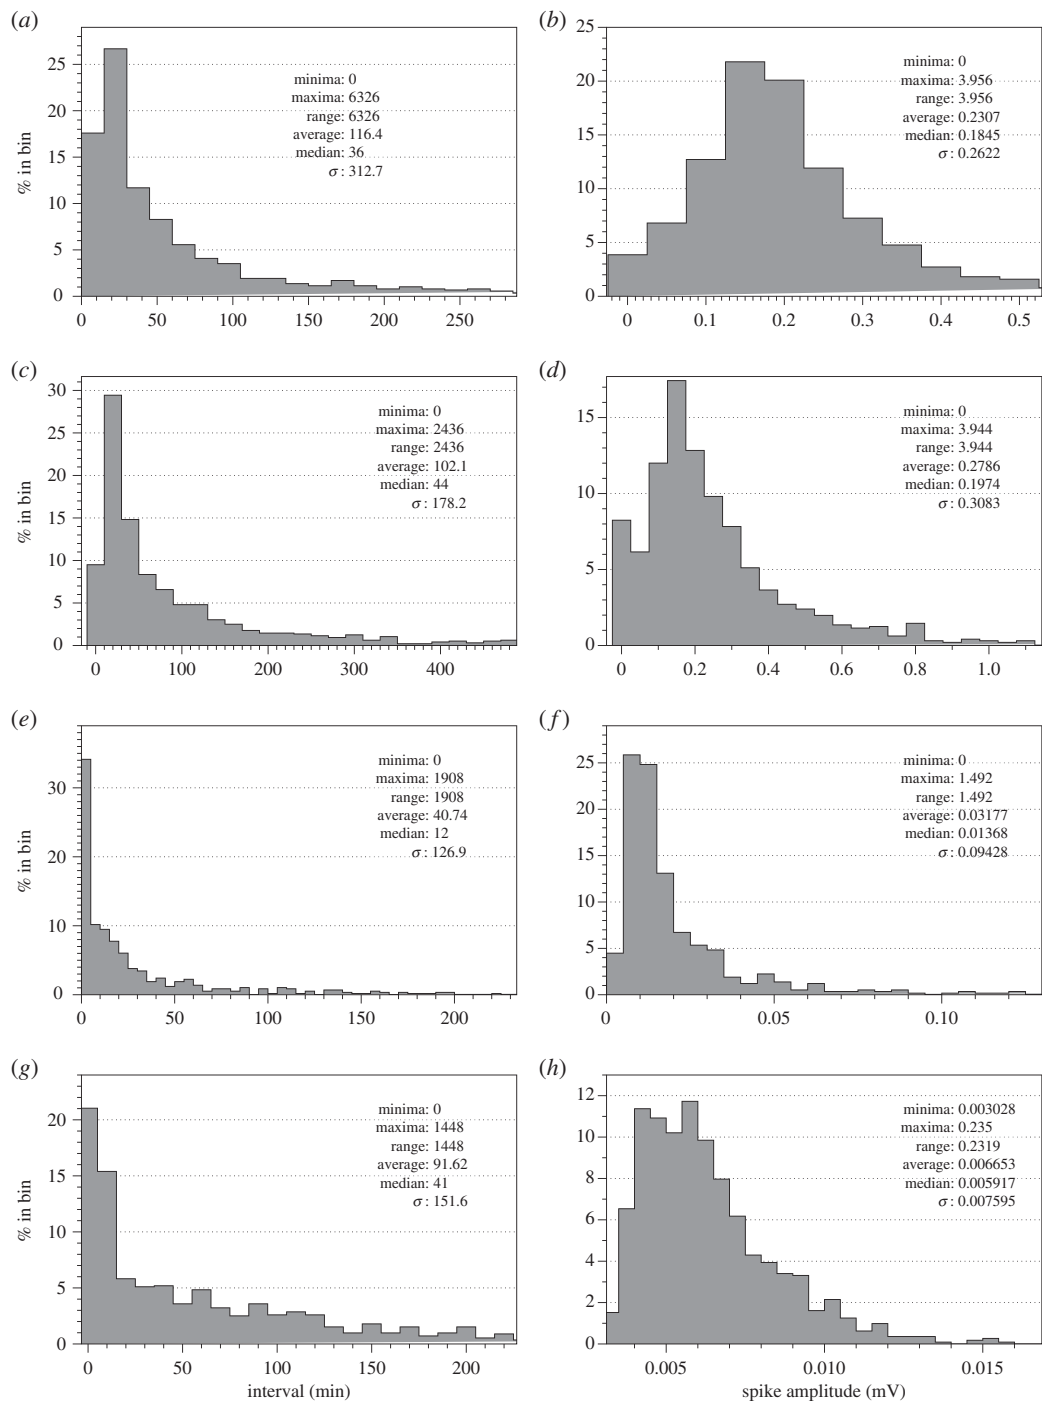 (a)
25
20
15
10
5
0
% in bin
minima: 0
maxima: 6326
range: 6326
average: 116.4
median: 36
σ: 312.7
0 50 100 150 200 250
(b)
25
20
15
10
5
0
minima: 0
maxima: 3.956
range: 3.956
average: 0.2307
median: 0.1845
σ: 0.2622
0 0.1 0.2 0.3 0.4 0.5
(c)
30
25
20
15
10
5
0
% in bin
minima: 0
maxima: 2436
range: 2436
average: 102.1
median: 44
σ: 178.2
0 100 200 300 400
(d)
15
10
5
0
minima: 0
maxima: 3.944
range: 3.944
average: 0.2786
median: 0.1974
σ: 0.3083
0 0.2 0.4 0.6 0.8 1.0
(e)
30
20
10
0
% in bin
minima: 0
maxima: 1908
range: 1908
average: 40.74
median: 12
σ: 126.9
0 50 100 150 200
(f)
25
20
15
10
5
0
minima: 0
maxima: 1.492
range: 1.492
average: 0.03177
median: 0.01368
σ: 0.09428
0 0.05 0.10
(g)
20
15
10
5
0
% in bin
minima: 0
maxima: 1448
range: 1448
average: 91.62
median: 41
σ: 151.6
0 50 100 150 200
interval (min)
(h)
12
10
8
6
4
2
0
minima: 0.003028
maxima: 0.235
range: 0.2319
average: 0.006653
median: 0.005917
σ: 0.007595
0.005 0.010 0.015
spike amplitude (mV)